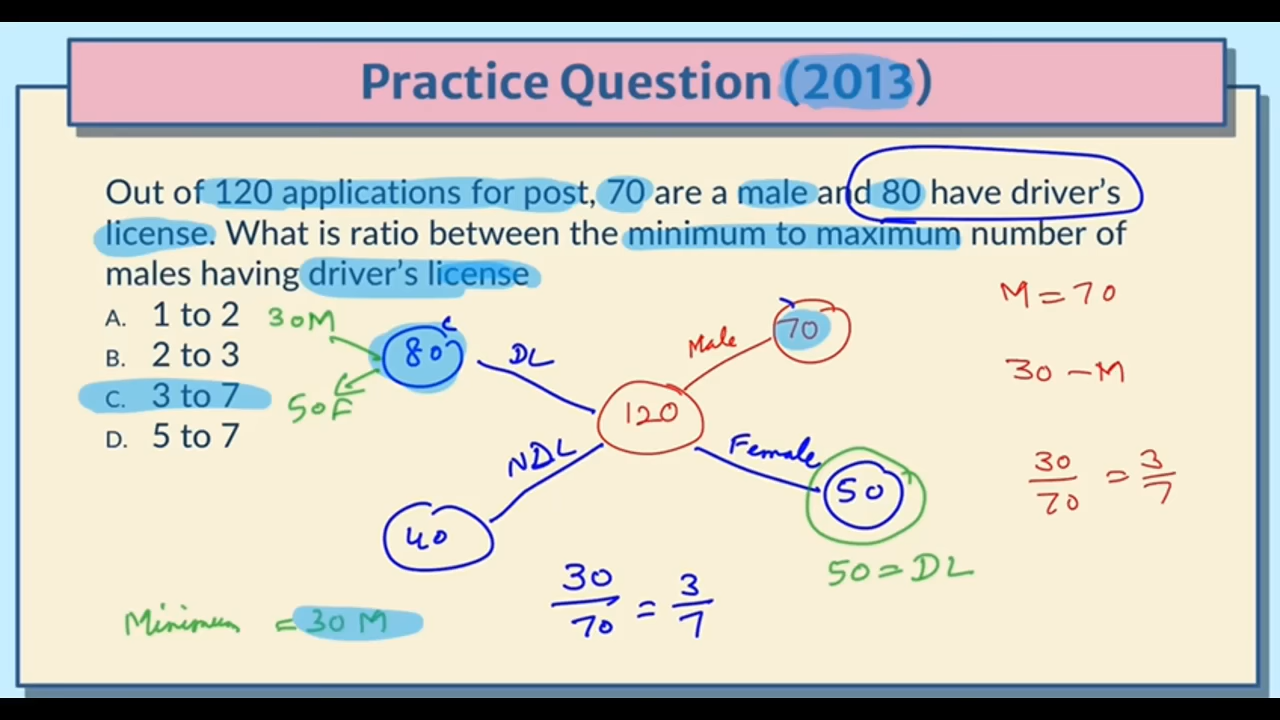 Practice Question (2013)
Out of 120 applications for post, 70 are a male and 80 have driver's
license. What is ratio between the minimum to maximum number of
males having driver's license
A. 1 to 2
B. 2 to 3
C. 3 to 7
D. 5 to 7
30M
50F
80
DL
NDL
40
120
Male
70
Female
50
50 = DL
M = 70
30 - M
30/70 = 3/7
Minimum = 30 M
30/70 = 3/7